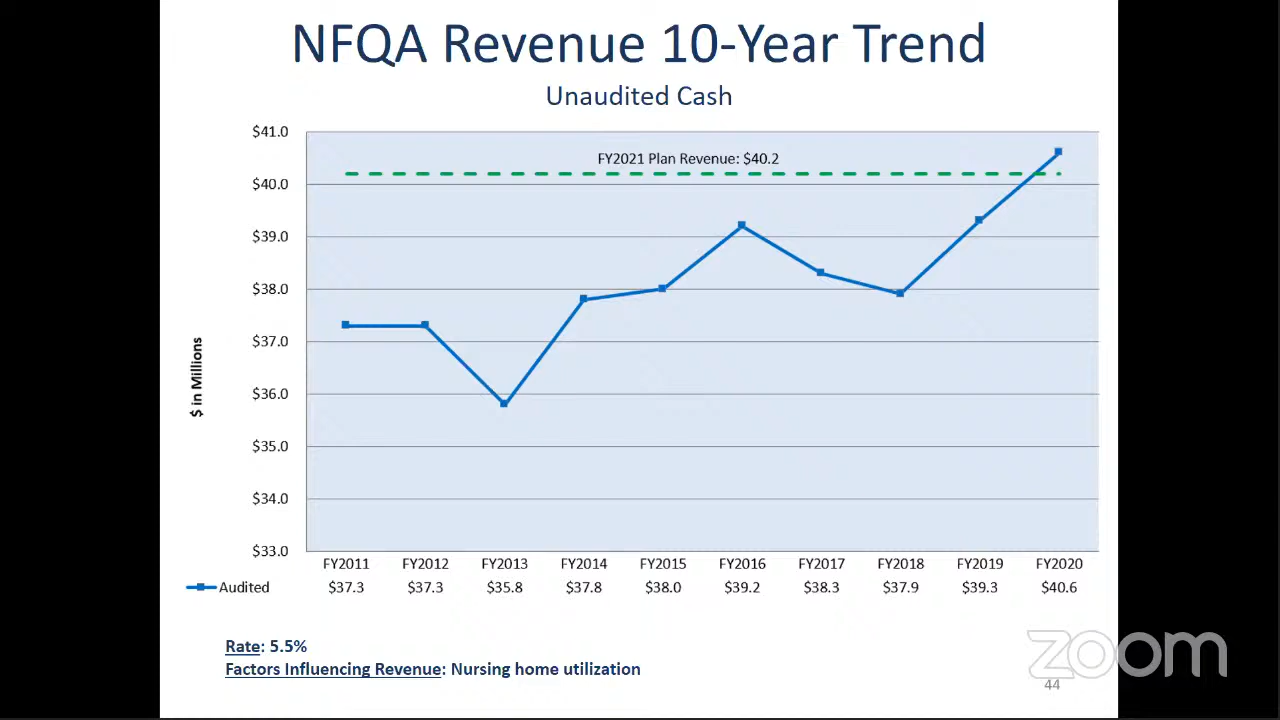 NFQA Revenue 10-Year Trend
Unaudited Cash
$41.0
FY2021 Plan Revenue: $40.2
$40.0
$39.0
$38.0
$37.0
$36.0
$35.0
$34.0
$33.0
$ in Millions
FY2011 FY2012 FY2013 FY2014 FY2015 FY2016 FY2017 FY2018 FY2019 FY2020
Audited $37.3 $37.3 $35.8 $37.8 $38.0 $39.2 $38.3 $37.9 $39.3 $40.6
Rate: 5.5%
Factors Influencing Revenue: Nursing home utilization
zoom
44